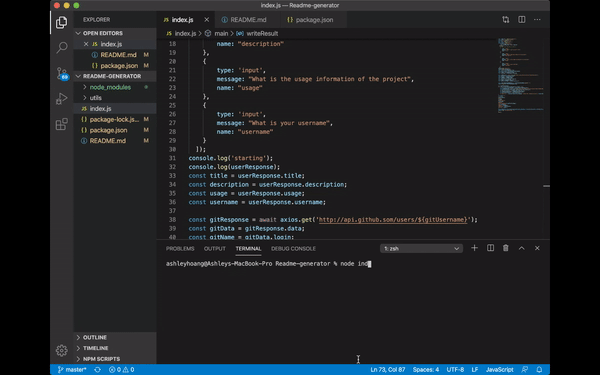 index.js — Readme-generator
EXPLORER
JS index.js
README.md
package.json
OPEN EDITORS
JS index.js
README.md M
package.json M
README-GENERATOR
node_modules
utils
JS index.js
package-lock.js... M
package.json M
README.md M
OUTLINE
TIMELINE
NPM SCRIPTS
JS index.js > main > writeResult
18 name: "description"
19 },
20 {
21 type: 'input',
22 message: "What is the usage information of the project",
23 name: "usage"
24 },
25 {
26 type: 'input',
27 message: "What is your username",
28 name: "username"
29 }
30 ]);
31 console.log('starting');
32 console.log(userResponse);
33 const title = userResponse.title;
34 const description = userResponse.description;
35 const usage = userResponse.usage;
36 const username = userResponse.username;
37
38 const gitResponse = await axios.get(`http://api.github.som/users/${gitUsername}`);
39 const gitData = gitResponse.data;
40 const gitName = gitData.login;
PROBLEMS OUTPUT TERMINAL DEBUG CONSOLE 1: zsh
ashleyhoang@Ashleys-MacBook-Pro Readme-generator % node ind
master* 0 0 Ln 73, Col 87 Spaces: 4 UTF-8 LF JavaScript